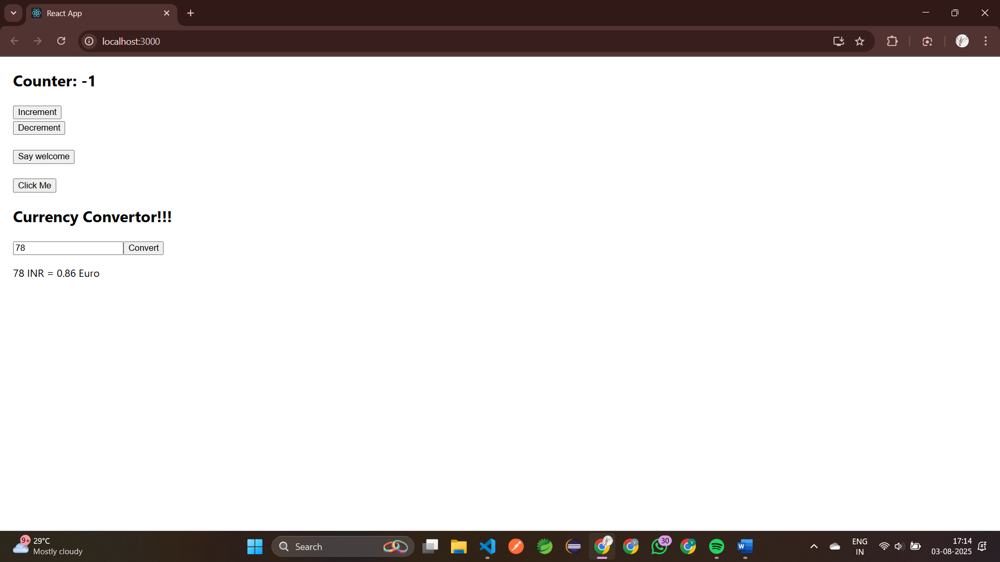 React App
localhost:3000
Counter: -1
Increment
Decrement
Say welcome
Click Me
Currency Convertor!!!
78 Convert
78 INR = 0.86 Euro
9+ 29°C
Mostly cloudy
Search
V
30
V
W
ENG
IN
17:14
03-08-2025